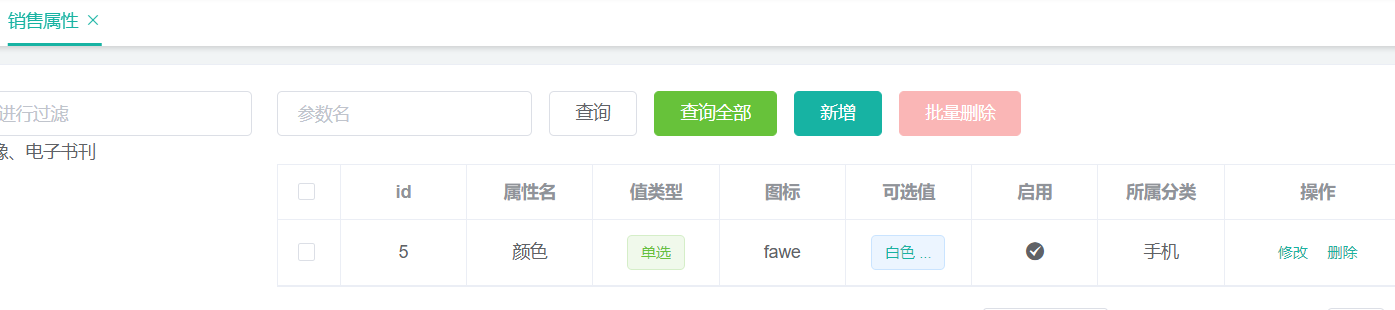 销售属性
进行过滤
参数名 查询 查询全部 新增 批量删除
像、电子书刊
id 属性名 值类型 图标 可选值 启用 所属分类 操作
5 颜色 单选 fawe 白色 ... 手机 修改 删除